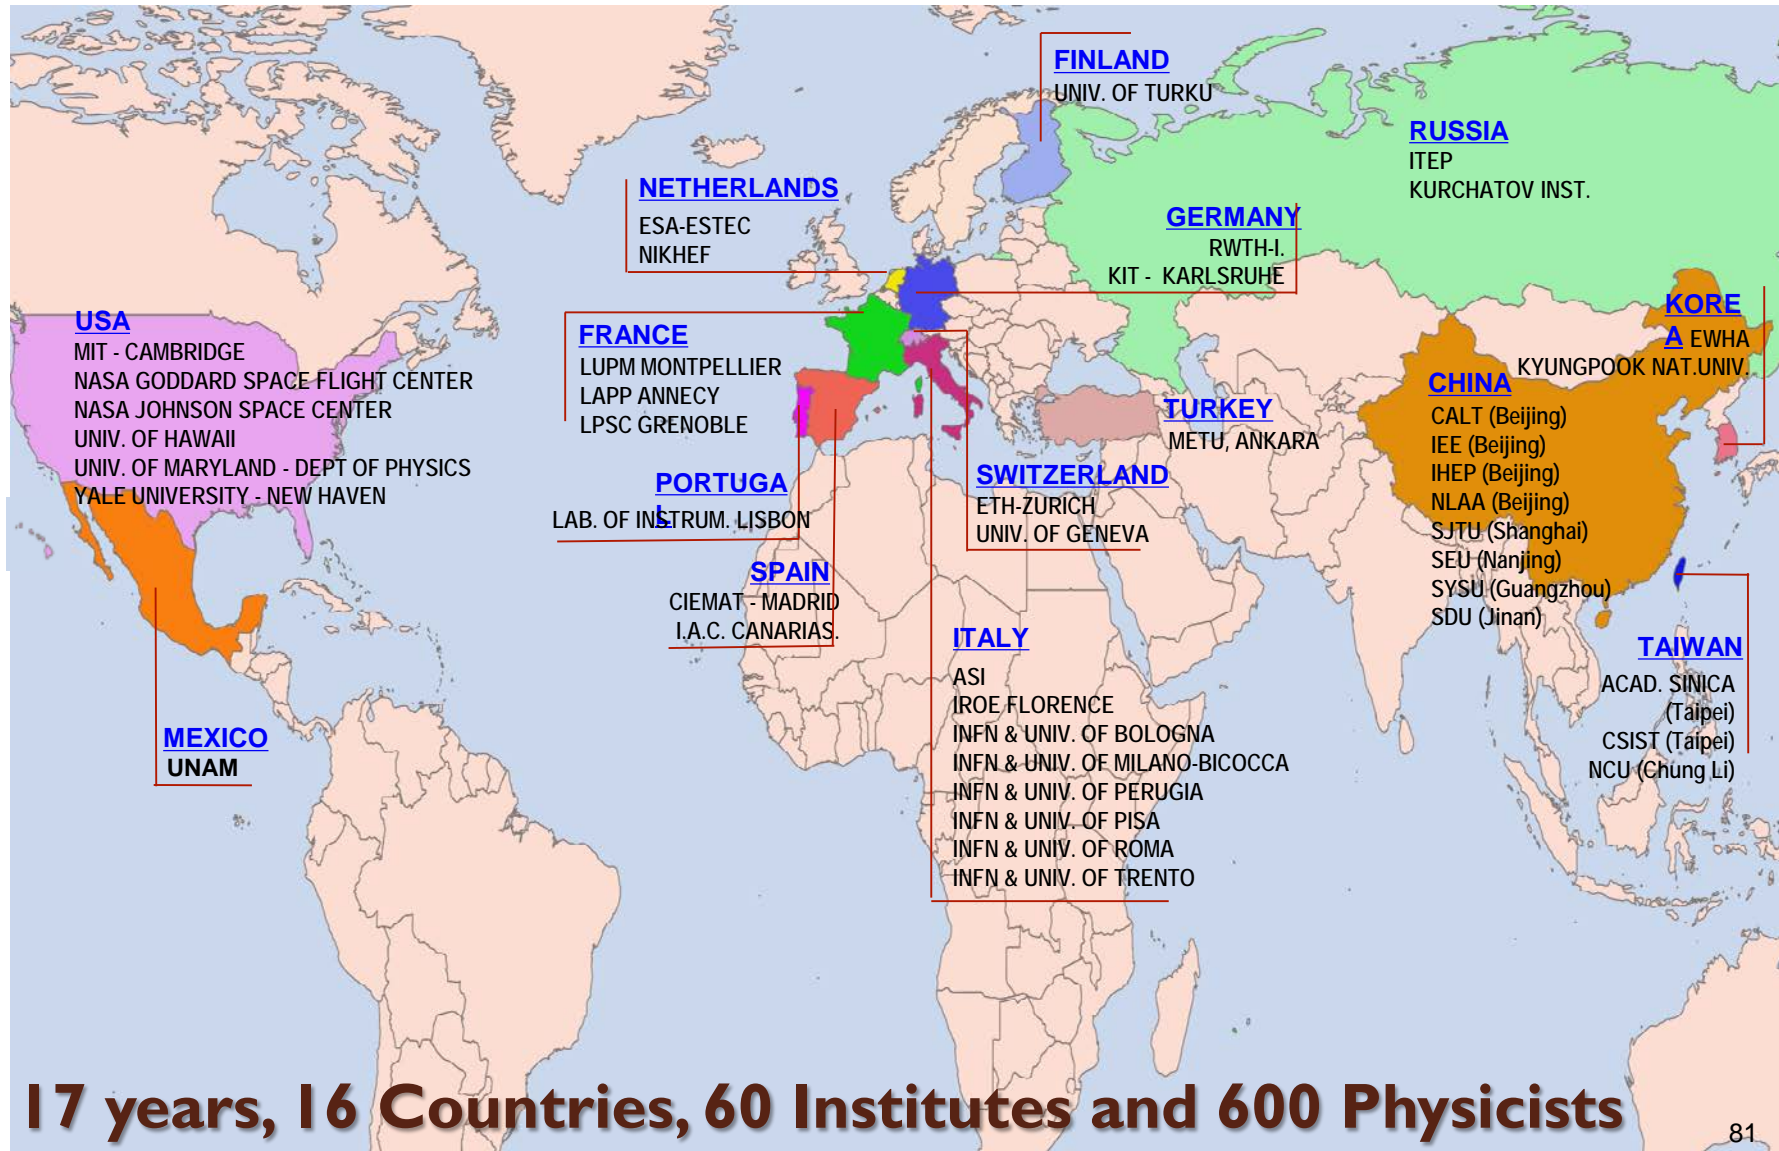 FINLAND
UNIV. OF TURKU
RUSSIA
ITEP
KURCHATOV INST.
NETHERLANDS
ESA-ESTEC
NIKHEF
GERMANY
RWTH-I.
KIT - KARLSRUHE
USA
MIT - CAMBRIDGE
NASA GODDARD SPACE FLIGHT CENTER
NASA JOHNSON SPACE CENTER
UNIV. OF HAWAII
UNIV. OF MARYLAND - DEPT OF PHYSICS
YALE UNIVERSITY - NEW HAVEN
FRANCE
LUPM MONTPELLIER
LAPP ANNECY
LPSC GRENOBLE
KORE
A EWHA
KYUNGPOOK NAT.UNIV.
CHINA
CALT (Beijing)
IEE (Beijing)
IHEP (Beijing)
NLAA (Beijing)
SJTU (Shanghai)
SEU (Nanjing)
SYSU (Guangzhou)
SDU (Jinan)
TURKEY
METU, ANKARA
PORTUGA
L
LAB. OF INSTRUM. LISBON
SWITZERLAND
ETH-ZURICH
UNIV. OF GENEVA
SPAIN
CIEMAT - MADRID
I.A.C. CANARIAS.
ITALY
ASI
IROE FLORENCE
INFN & UNIV. OF BOLOGNA
INFN & UNIV. OF MILANO-BICOCCA
INFN & UNIV. OF PERUGIA
INFN & UNIV. OF PISA
INFN & UNIV. OF ROMA
INFN & UNIV. OF TRENTO
TAIWAN
ACAD. SINICA
(Taipei)
CSIST (Taipei)
NCU (Chung Li)
MEXICO
UNAM
17 years, 16 Countries, 60 Institutes and 600 Physicists
81